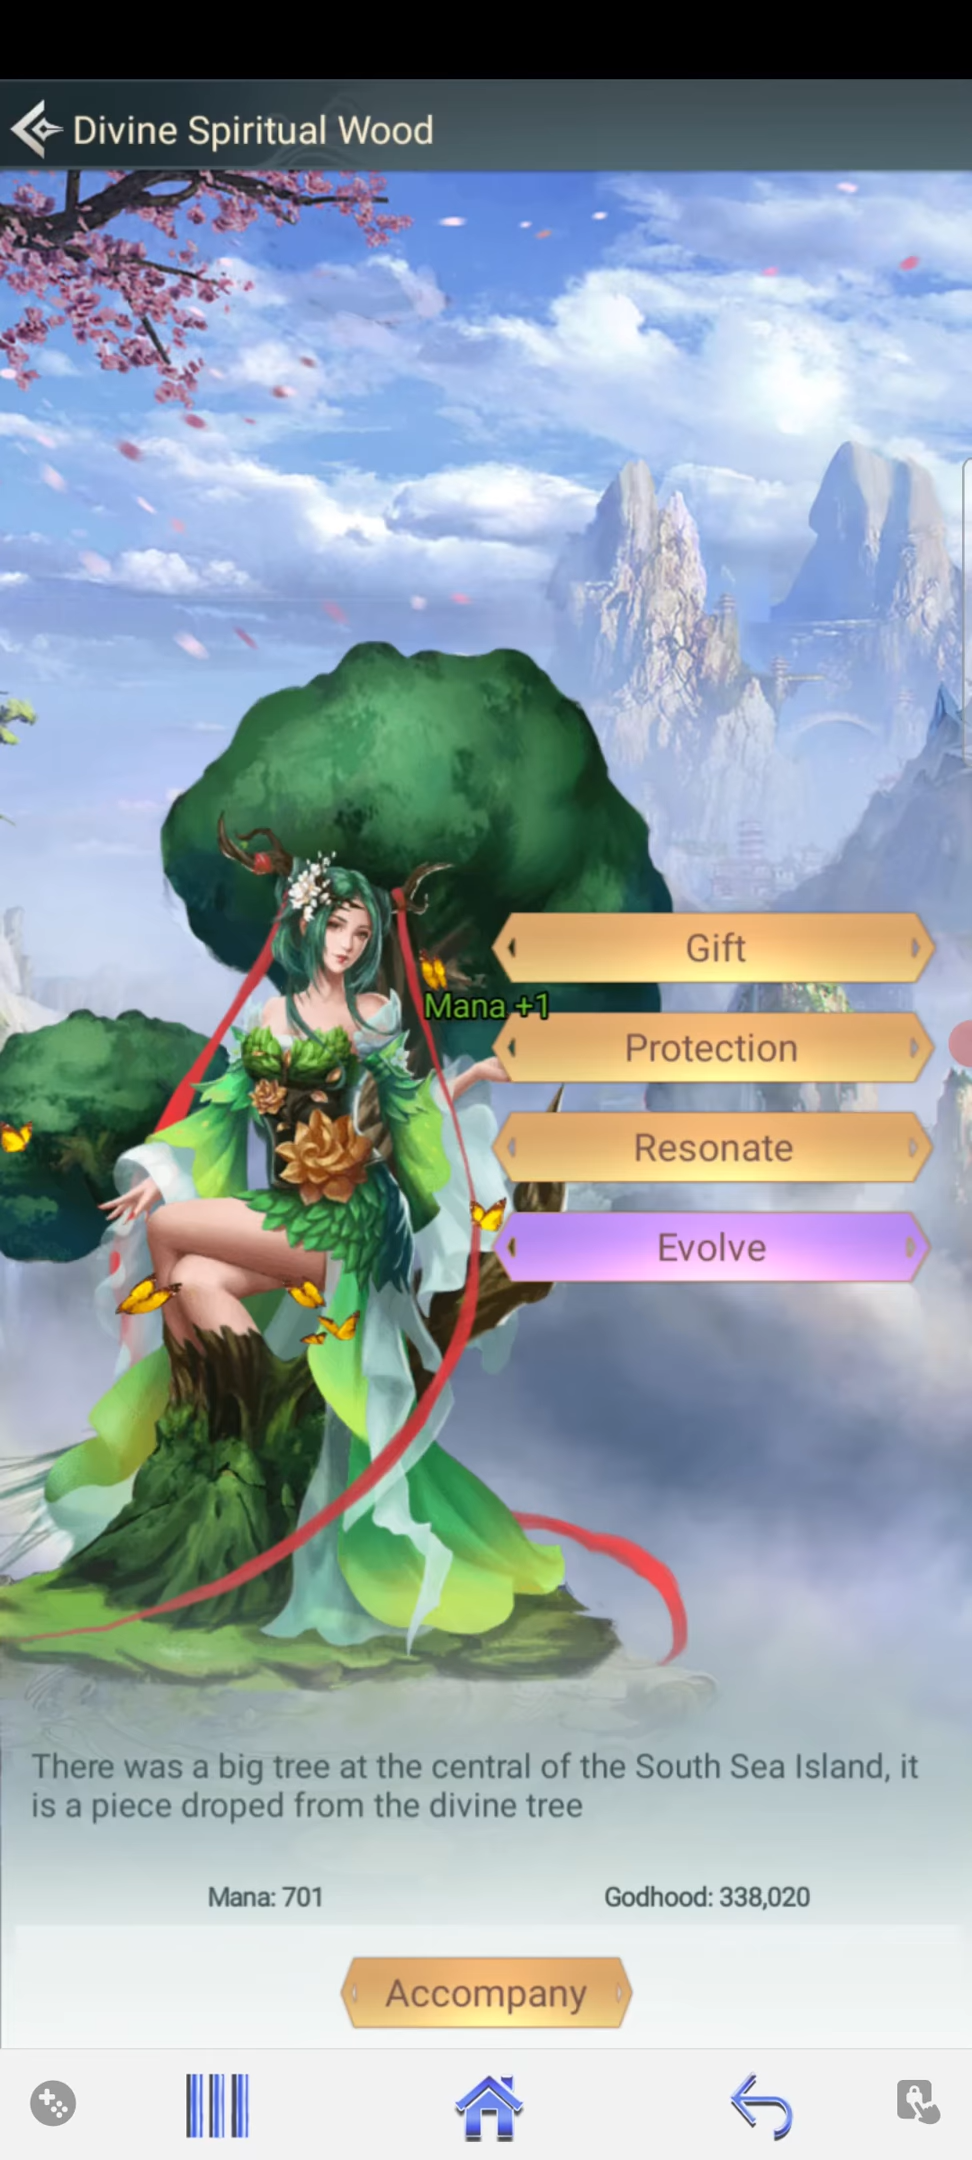 Divine Spiritual Wood
Gift
Mana +1
Protection
Resonate
Evolve
There was a big tree at the central of the South Sea Island, it
is a piece droped from the divine tree
Mana: 701
Godhood: 338,020
Accompany